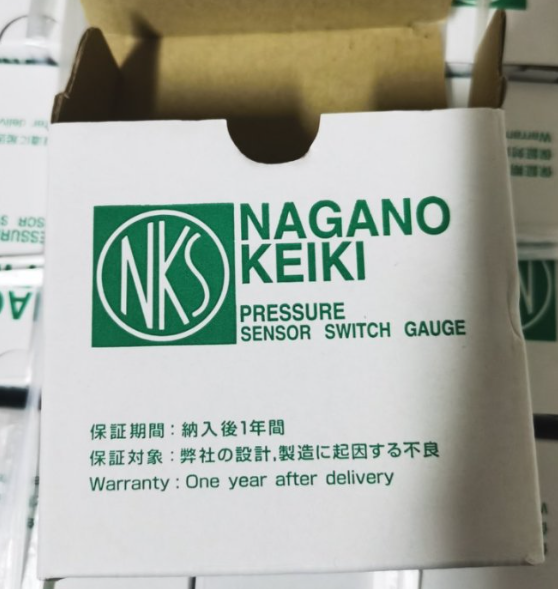 NKS
NAGANO
KEIKI
PRESSURE
SENSOR SWITCH GAUGE
保証期間：納入後1年間
保証対象：弊社の設計,製造に起因する不良
Warranty : One year after delivery